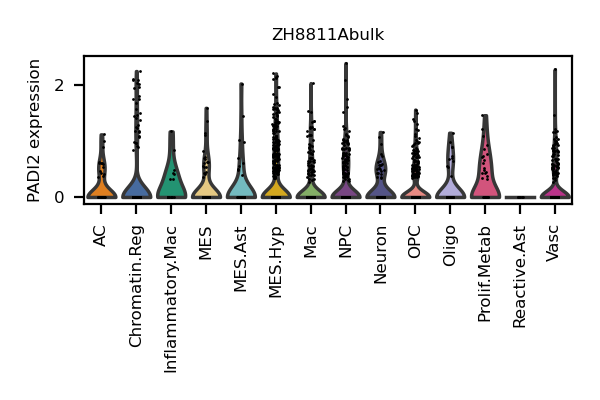 ZH8811Abulk
PADI2 expression
2
0
AC
Chromatin.Reg
Inflammatory.Mac
MES
MES.Ast
MES.Hyp
Mac
NPC
Neuron
OPC
Oligo
Prolif.Metab
Reactive.Ast
Vasc